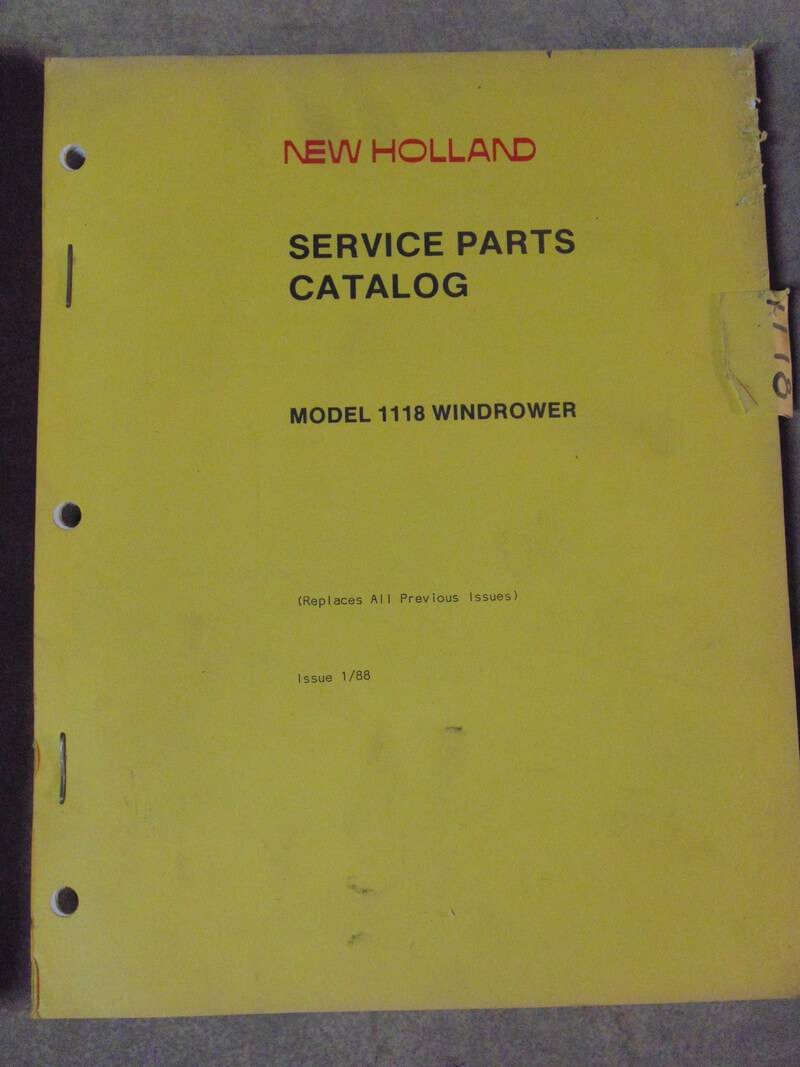 NEW HOLLAND
SERVICE PARTS
CATALOG
1118
MODEL 1118 WINDROWER
(Replaces All Previous Issues)
Issue 1/88